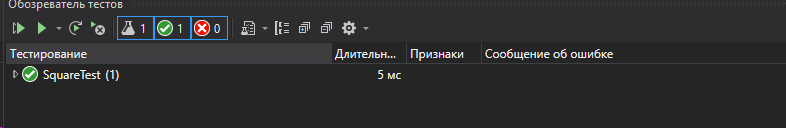 Обозреватель тестов
1 1 0
Тестирование Длительн... Признаки Сообщение об ошибке
SquareTest (1) 5 мс